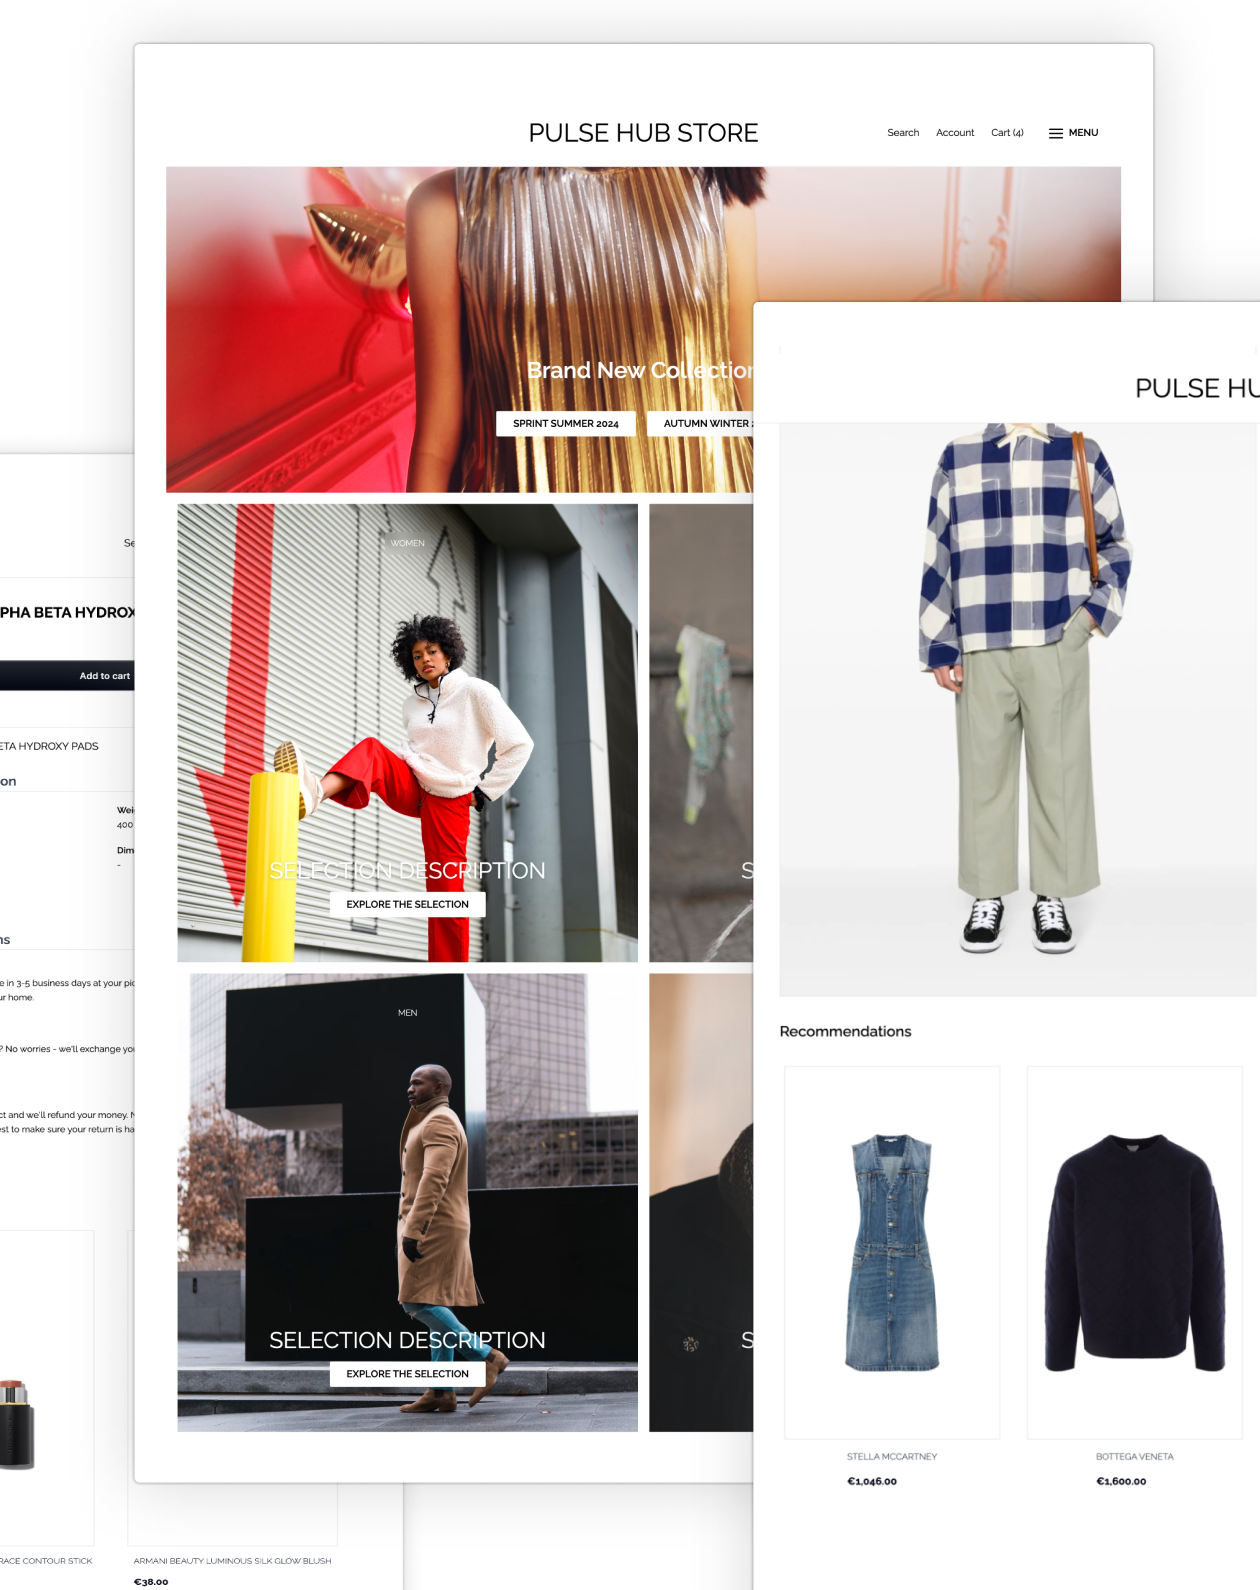 PULSE HUB STORE
Search Account Cart (4) MENU
Brand New Collection
SPRINT SUMMER 2024 AUTUMN WINTER
WOMEN
SELECTION DESCRIPTION
EXPLORE THE SELECTION
MEN
SELECTION DESCRIPTION
EXPLORE THE SELECTION
S
S
PULSE HU
Recommendations
STELLA MCCARTNEY
€1,046.00
BOTTEGA VENETA
€1,600.00
Se
PHA BETA HYDROX
Add to cart
ETA HYDROXY PADS
on
Wei
400
Dim
-
ns
e in 3-5 business days at your pic
ur home.
? No worries - we'll exchange you
ct and we'll refund your money. N
est to make sure your return is ha
RACE CONTOUR STICK
ARMANI BEAUTY LUMINOUS SILK GLOW BLUSH
€38.00